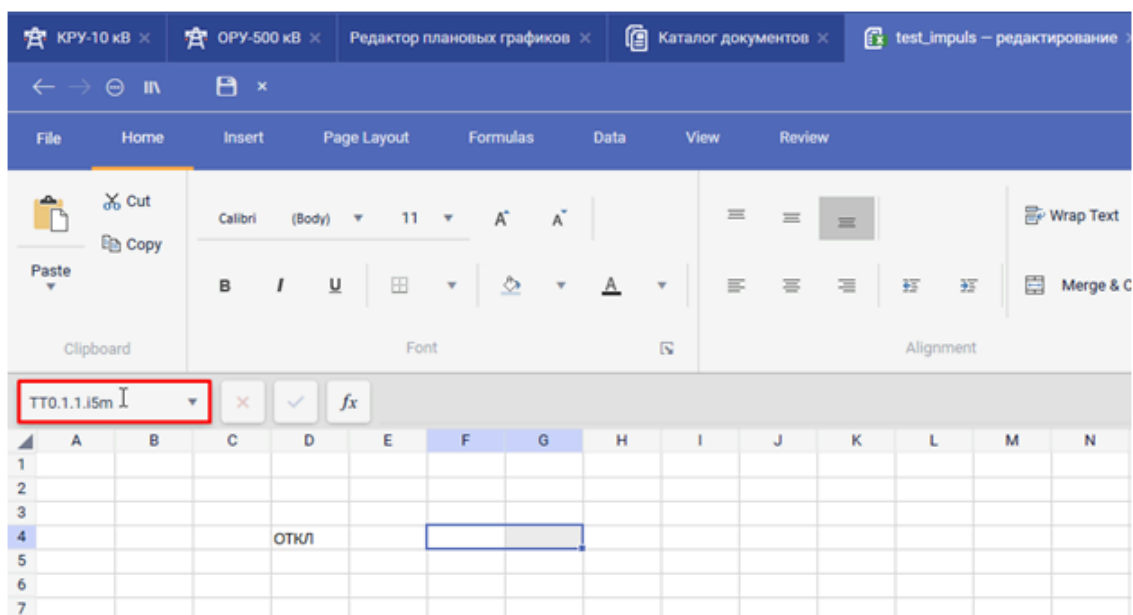 КРУ-10 кВ × ОРУ-500 кВ × Редактор плановых графиков × Каталог документов × test_impuls — редактирование
File Home Insert Page Layout Formulas Data View Review
Cut
Calibri (Body) 11 A A Wrap Text
Copy
Paste
B I U A Merge & C
Clipboard Font Alignment
TT0.1.1.i5m fx
A B C D E F G H I J K L M N
1
2
3
4 ОТКЛ
5
6
7